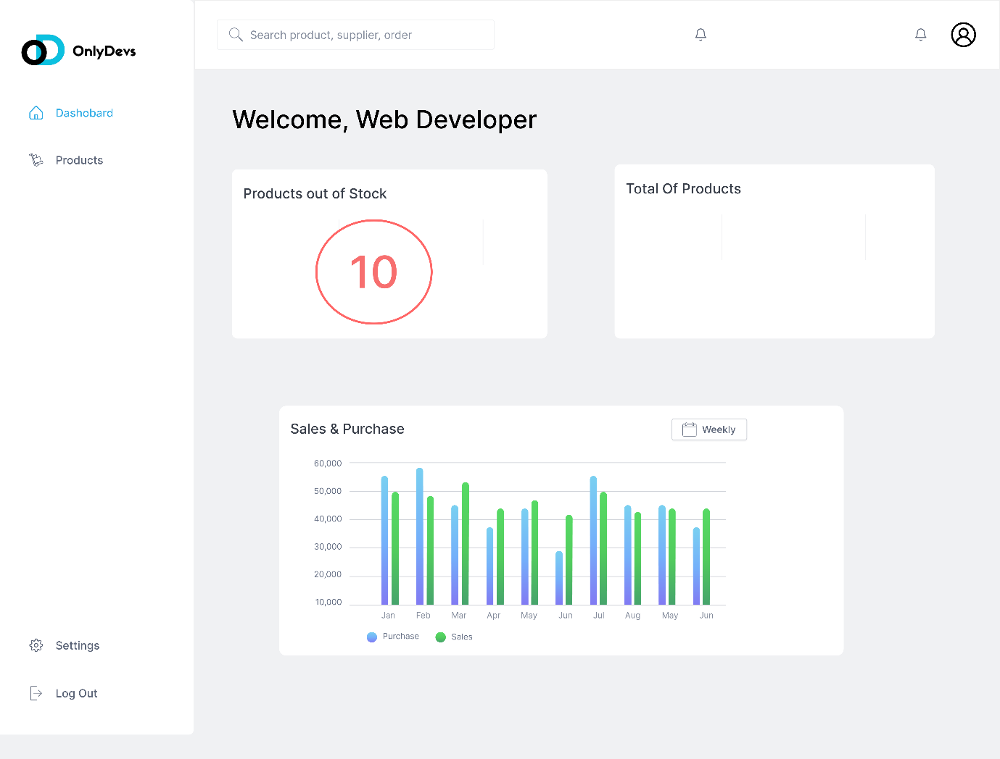 OnlyDevs
Search product, supplier, order
Dashobard
Products
Settings
Log Out
Welcome, Web Developer
Products out of Stock
10
Total Of Products
Sales & Purchase
Weekly
60,000
50,000
40,000
30,000
20,000
10,000
Jan Feb Mar Apr May Jun Jul Aug May Jun
Purchase Sales